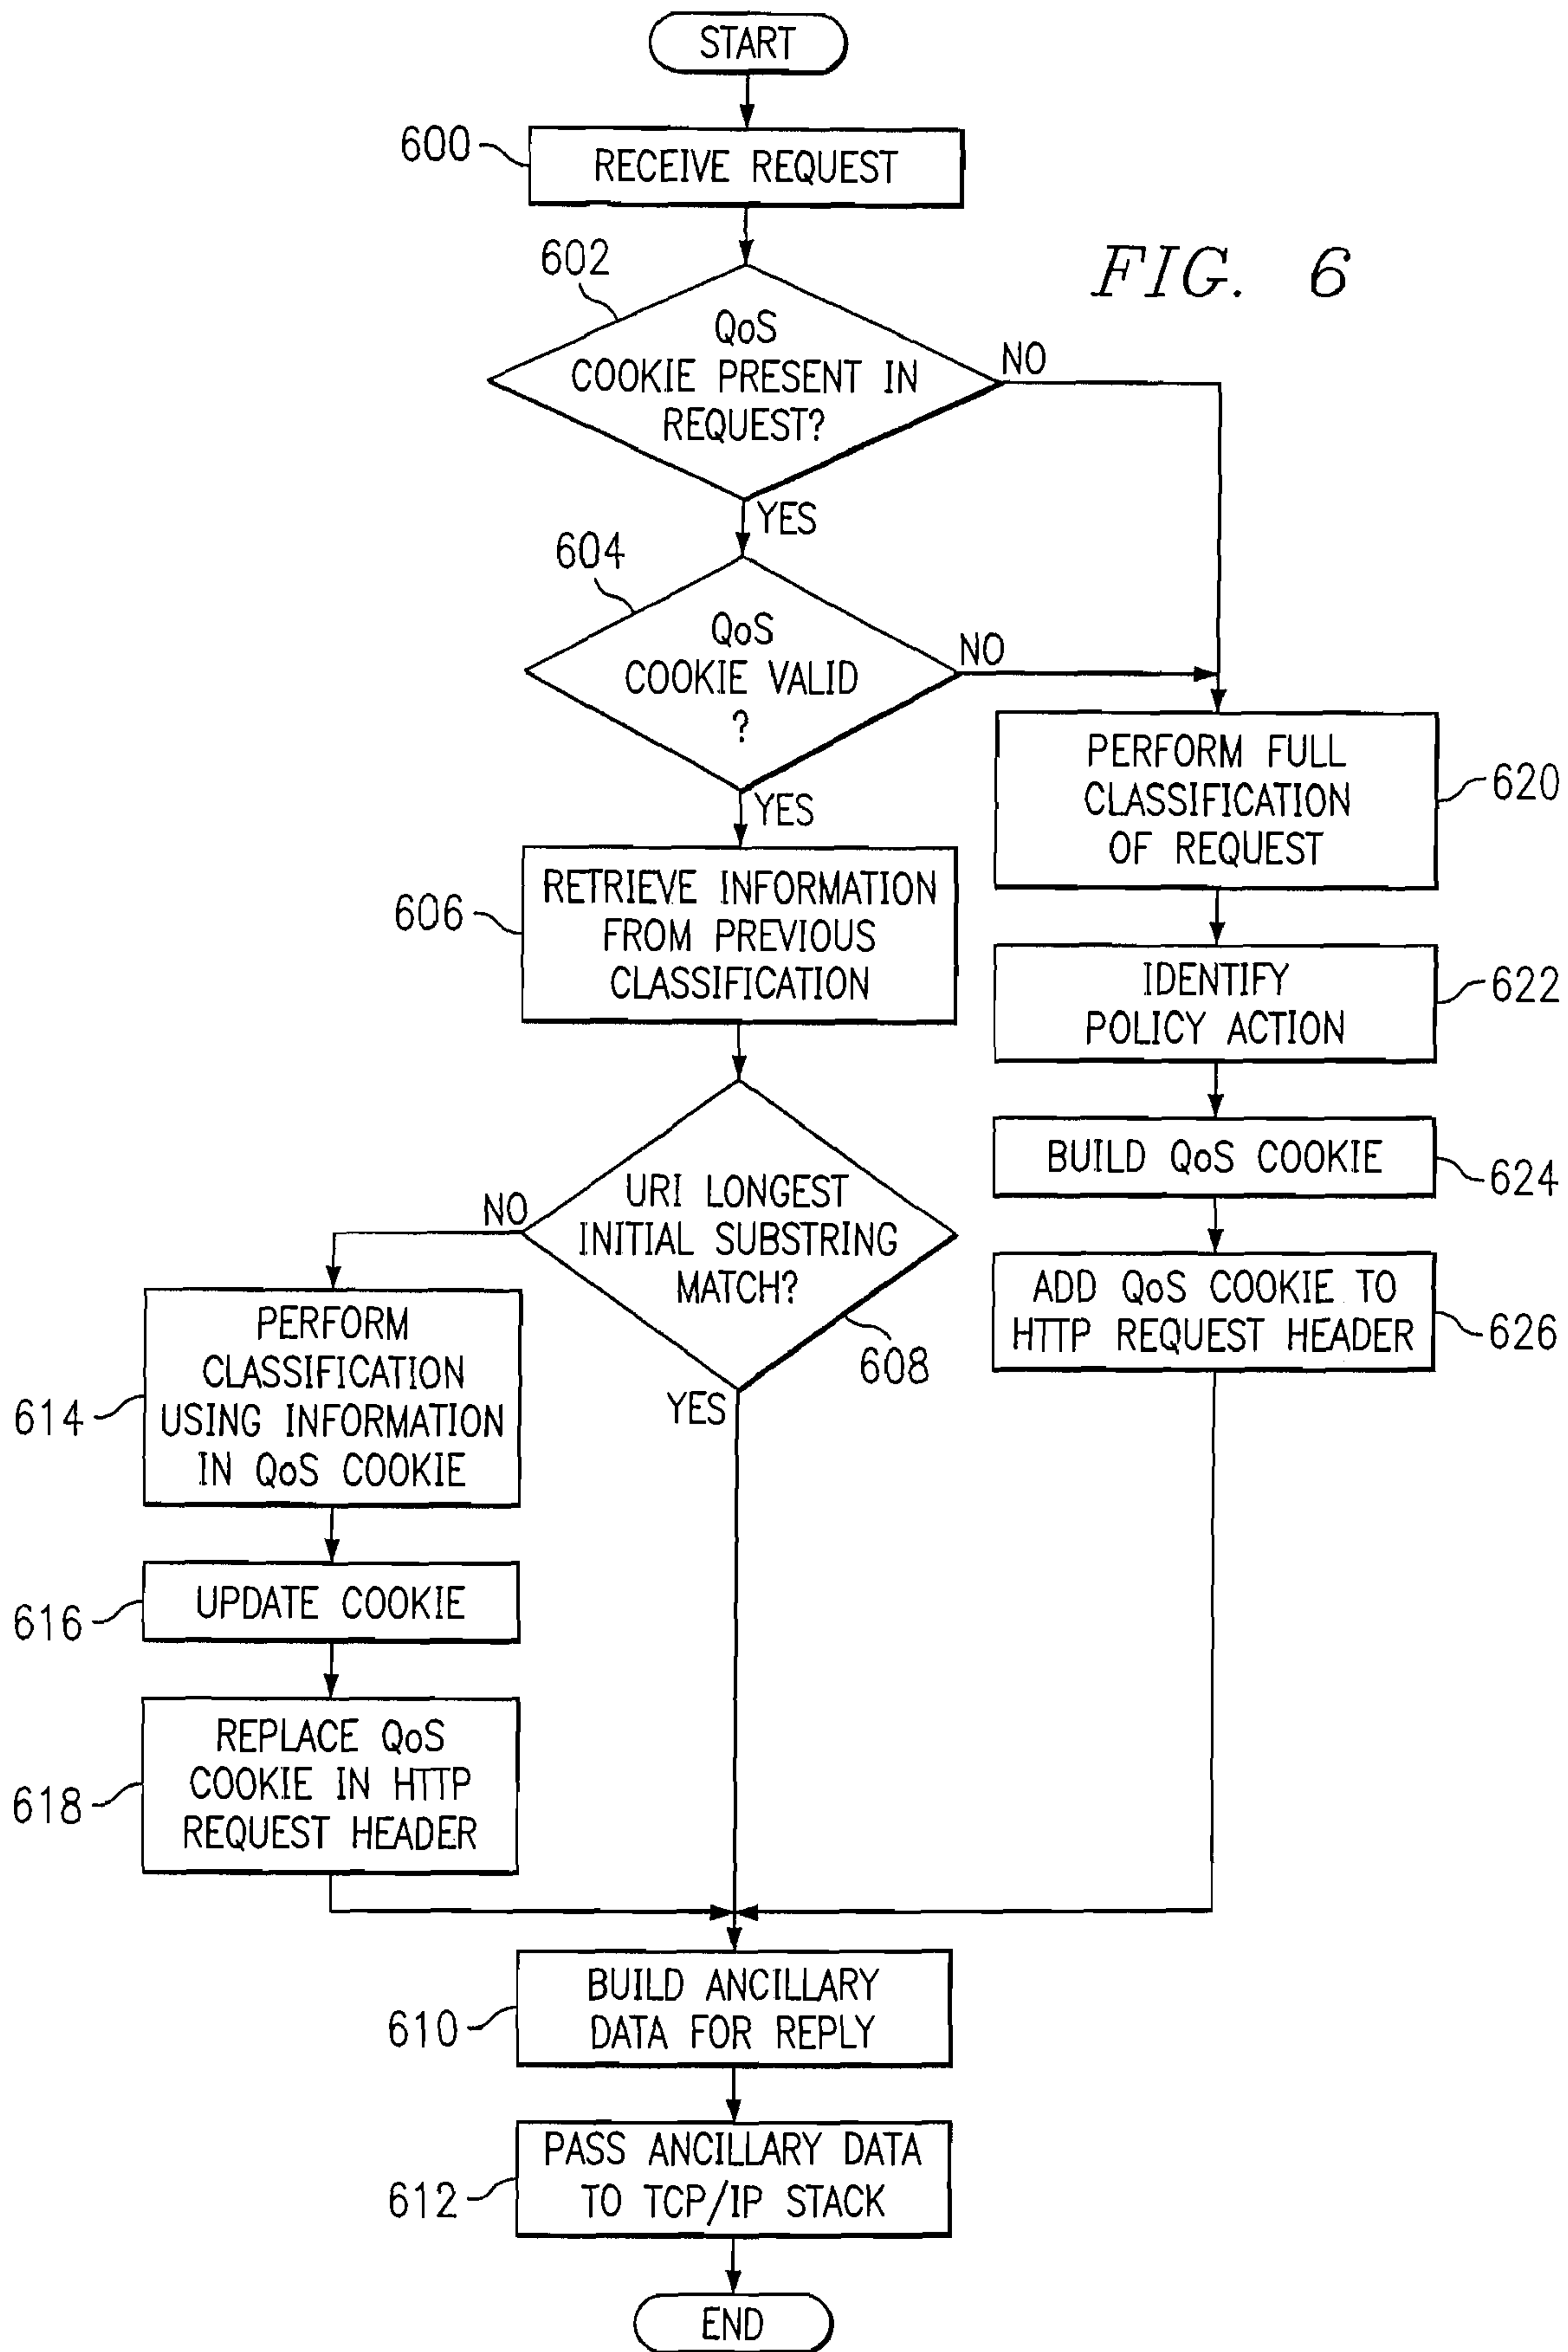 START
600
RECEIVE REQUEST
FIG. 6
602
QoS
COOKIE PRESENT IN
REQUEST?
NO
YES
604
QoS
COOKIE VALID
?
NO
YES
PERFORM FULL
CLASSIFICATION
OF REQUEST
620
606
RETRIEVE INFORMATION
FROM PREVIOUS
CLASSIFICATION
IDENTIFY
POLICY ACTION
622
BUILD QoS COOKIE
624
URI LONGEST
INITIAL SUBSTRING
MATCH?
NO
608
YES
ADD QoS COOKIE TO
HTTP REQUEST HEADER
626
614
PERFORM
CLASSIFICATION
USING INFORMATION
IN QoS COOKIE
616
UPDATE COOKIE
618
REPLACE QoS
COOKIE IN HTTP
REQUEST HEADER
610
BUILD ANCILLARY
DATA FOR REPLY
612
PASS ANCILLARY DATA
TO TCP/IP STACK
END